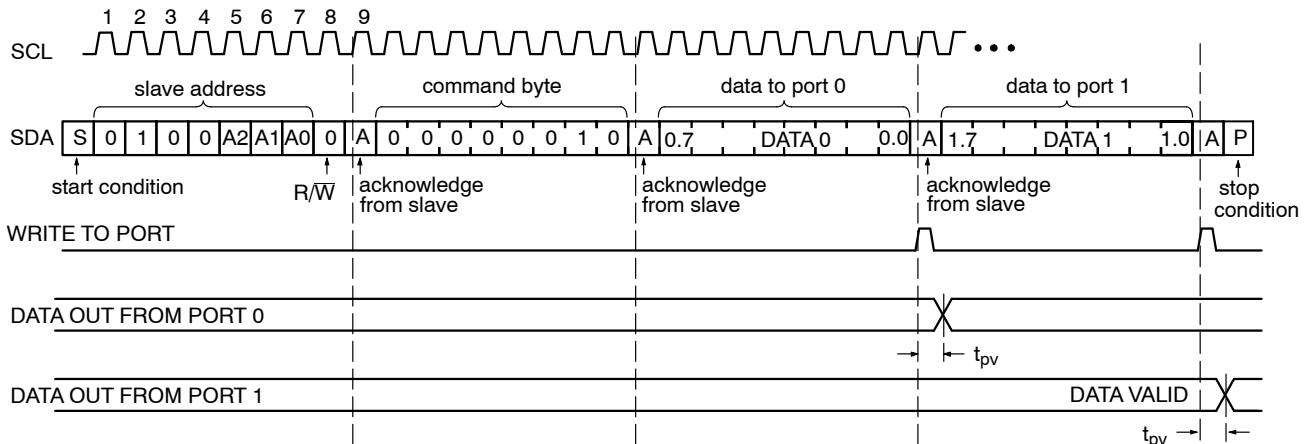 1 2 3 4 5 6 7 8 9
SCL
slave address command byte data to port 0 data to port 1
SDA S 0 1 0 0 A2 A1 A0 0 A 0 0 0 0 0 0 1 0 A 0.7 DATA 0 0.0 A 1.7 DATA 1 1.0 A P
start condition R/W̅ acknowledge from slave acknowledge from slave acknowledge from slave stop condition
WRITE TO PORT
DATA OUT FROM PORT 0
tpv
DATA OUT FROM PORT 1 DATA VALID
tpv